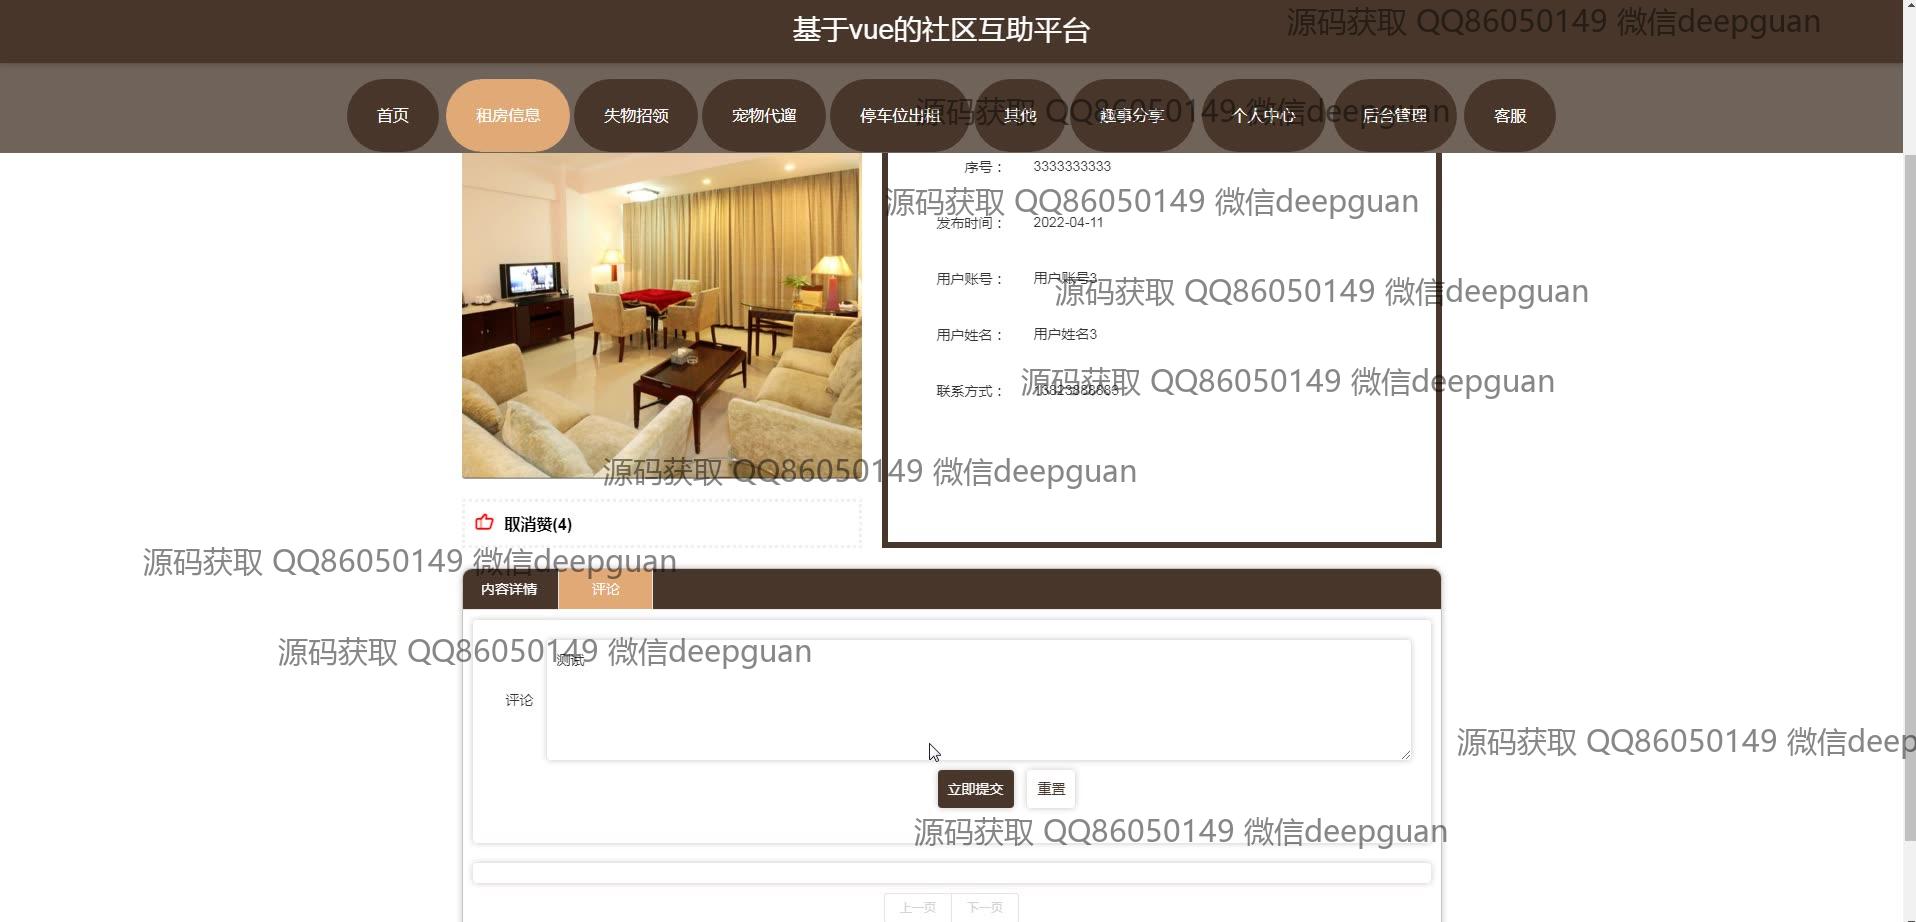 基于vue的社区互助平台
源码获取 QQ86050149 微信deepguan
首页 租房信息 失物招领 宠物代遛 停车位出租 其他 趣事分享 个人中心 后台管理 客服
源码获取 QQ86050149 微信deepguan
序号： 3333333333
源码获取 QQ86050149 微信deepguan
发布时间： 2022-04-11
用户账号： 用户账号3
源码获取 QQ86050149 微信deepguan
用户姓名： 用户姓名3
源码获取 QQ86050149 微信deepguan
联系方式：
源码获取 QQ86050149 微信deepguan
取消赞(4)
源码获取 QQ86050149 微信deepguan
内容详情 评论
源码获取 QQ86050149 微信deepguan
测试
评论
源码获取 QQ86050149 微信deep
立即提交 重置
源码获取 QQ86050149 微信deepguan
上一页 下一页